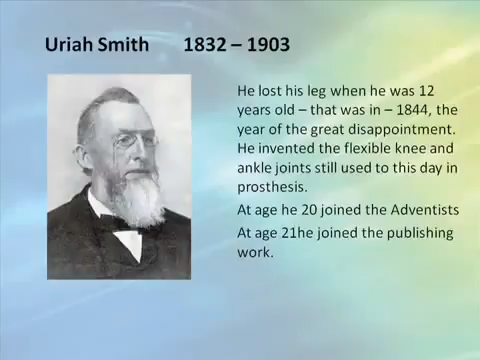 Uriah Smith 1832 – 1903
He lost his leg when he was 12
years old – that was in – 1844, the
year of the great disappointment.
He invented the flexible knee and
ankle joints still used to this day in
prosthesis.
At age he 20 joined the Adventists
At age 21he joined the publishing
work.